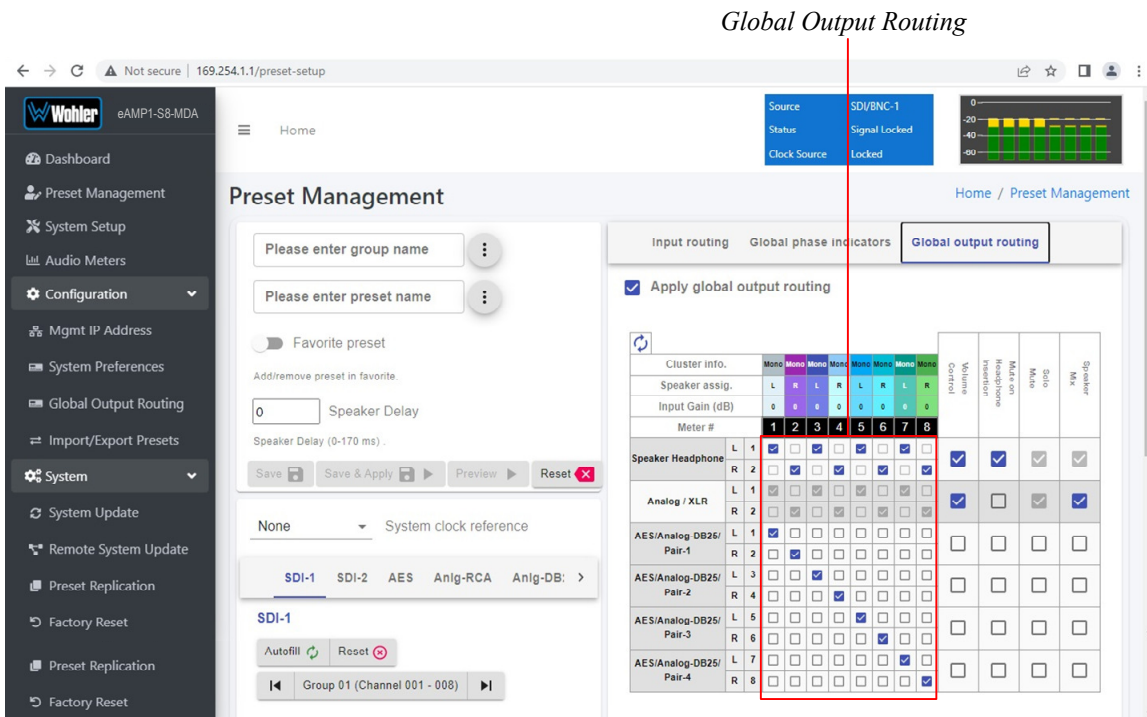 Global Output Routing
Not secure | 169.254.1.1/preset-setup
Wohler
eAMP1-S8-MDA
Dashboard
Preset Management
System Setup
Audio Meters
Configuration
Mgmt IP Address
System Preferences
Global Output Routing
Import/Export Presets
System
System Update
Remote System Update
Preset Replication
Factory Reset
Preset Replication
Factory Reset
Home
Source SDI/BNC-1
Status Signal Locked
Clock Source Locked
0
-20
-40
-60
Preset Management
Home / Preset Management
Please enter group name
Please enter preset name
Favorite preset
Add/remove preset in favorite.
0 Speaker Delay
Speaker Delay (0-170 ms) .
Save Save & Apply Preview Reset
None System clock reference
SDI-1 SDI-2 AES Anlg-RCA Anlg-DB:
SDI-1
Autofill Reset
Group 01 (Channel 001 - 008)
Input routing Global phase indicators Global output routing
Apply global output routing
Cluster info. Mono Mono Mono Mono Mono Mono Mono Mono
Speaker assig. L R L R L R L R
Input Gain (dB) 0 0 0 0 0 0 0 0
Meter # 1 2 3 4 5 6 7 8
Volume Control
Mute on Headphone insertion
Solo Mute
Speaker Mix
Speaker Headphone L 1
R 2
Analog / XLR L 1
R 2
AES/Analog-DB25/ Pair-1 L 1
R 2
AES/Analog-DB25/ Pair-2 L 3
R 4
AES/Analog-DB25/ Pair-3 L 5
R 6
AES/Analog-DB25/ Pair-4 L 7
R 8